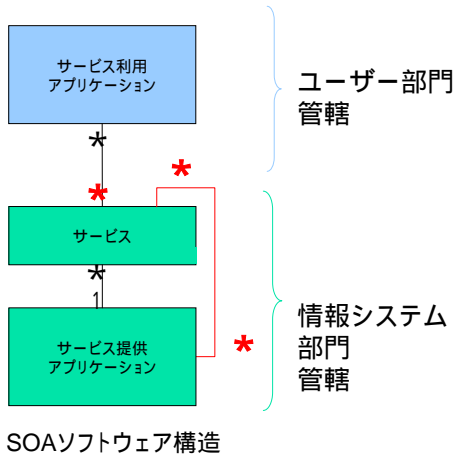 サービス利用
アプリケーション
ユーザー部門
管轄
*
*
*
サービス
*
1
サービス提供
アプリケーション
*
情報システム
部門
管轄
SOAソフトウェア構造